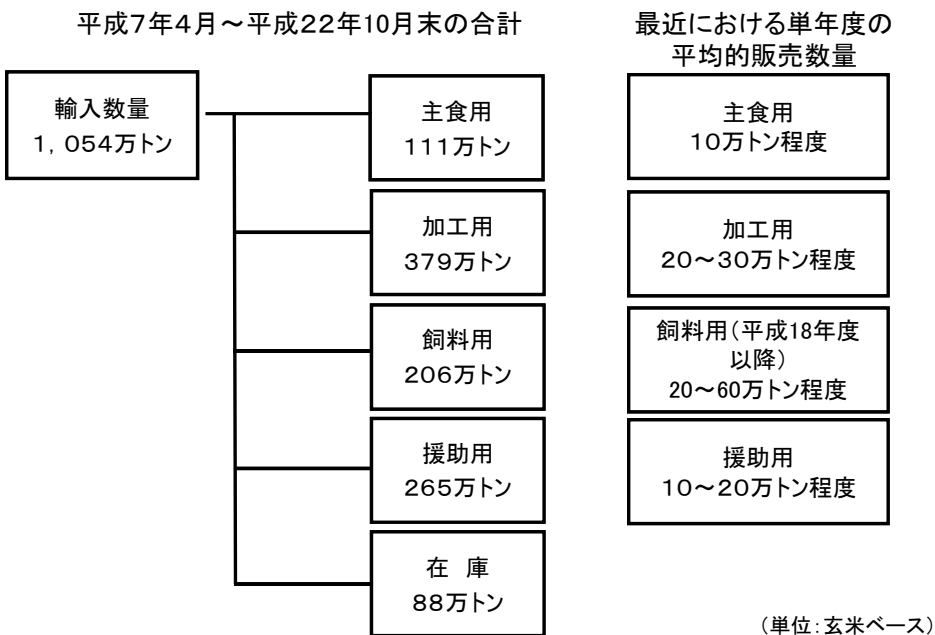 平成7年4月～平成22年10月末の合計
最近における単年度の
平均的販売数量
輸入数量
1,054万トン
主食用
111万トン
加工用
379万トン
飼料用
206万トン
援助用
265万トン
在　庫
88万トン
主食用
10万トン程度
加工用
20～30万トン程度
飼料用（平成18年度
以降）
20～60万トン程度
援助用
10～20万トン程度
（単位：玄米ベース）